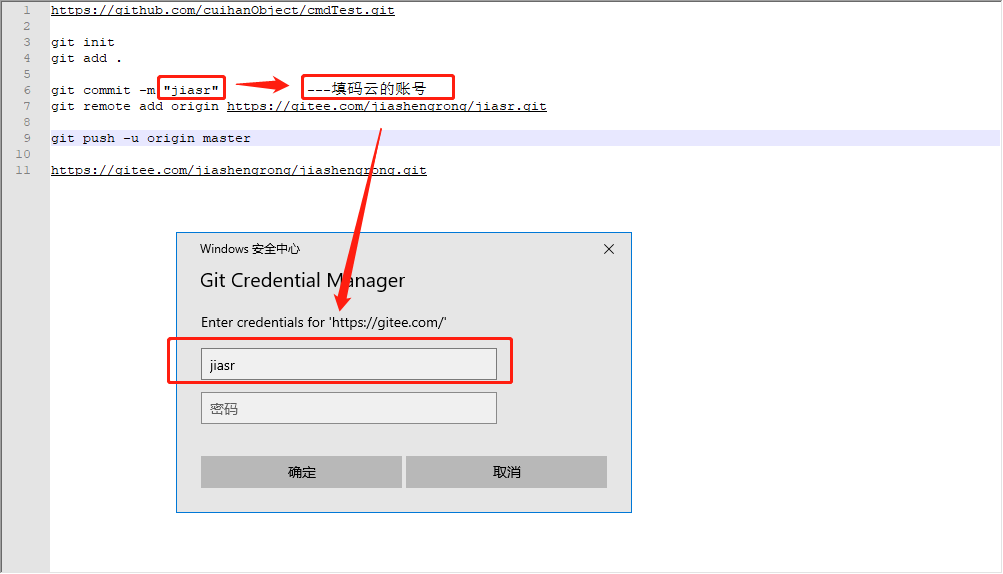 1 https://github.com/cuihanObject/cmdTest.git
2
3 git init
4 git add .
5
6 git commit -m "jiasr" ---填码云的账号
7 git remote add origin https://gitee.com/jiashengrong/jiasr.git
8
9 git push -u origin master
10
11 https://gitee.com/jiashengrong/jiashengrong.git
Windows 安全中心
Git Credential Manager
Enter credentials for 'https://gitee.com/'
jiasr
密码
确定 取消